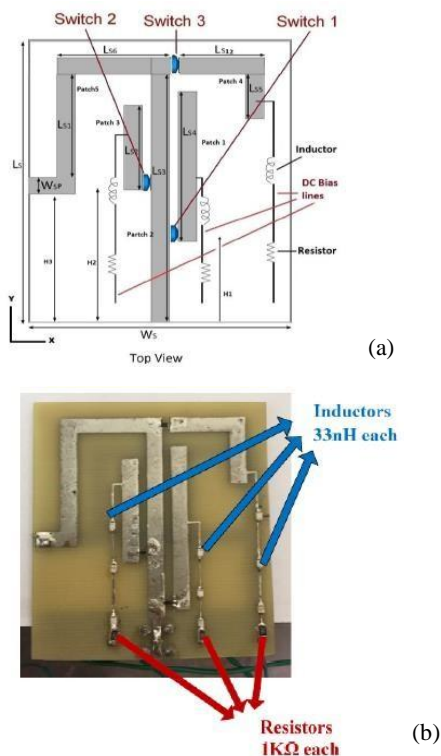 Switch 2
Switch 3
Switch 1
LS6
LS12
Patch 4
Patch5
LS5
Patch 3
Patch 1
LS1
LS2
LS3
LS4
LS
WSP
Inductor
DC Bias
lines
Partch 2
Resistor
H3
H2
H1
Y
X
WS
Top View
(a)
Inductors
33nH each
Resistors
1KΩ each
(b)